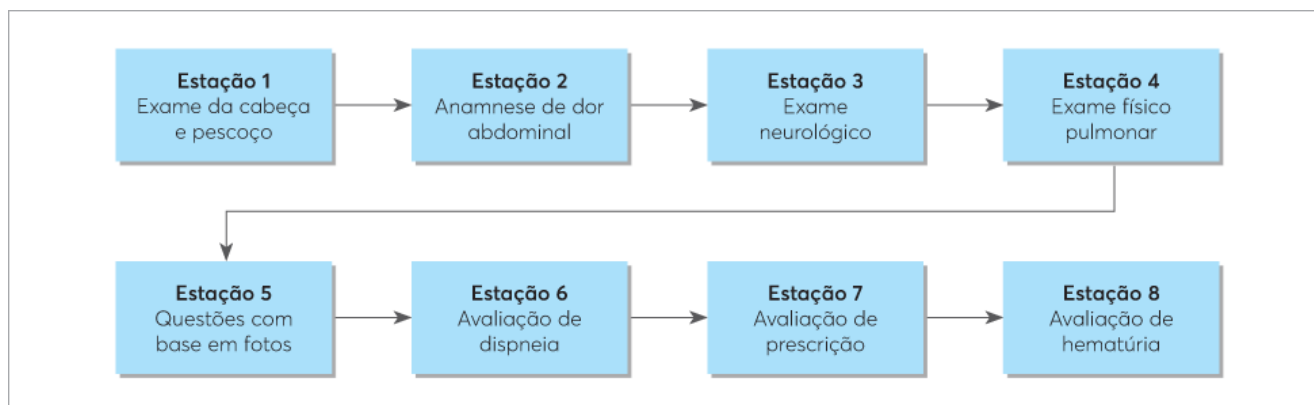 Estação 1
Exame da cabeça
e pescoço
Estação 2
Anamnese de dor
abdominal
Estação 3
Exame
neurológico
Estação 4
Exame físico
pulmonar
Estação 5
Questões com
base em fotos
Estação 6
Avaliação de
dispneia
Estação 7
Avaliação de
prescrição
Estação 8
Avaliação de
hematúria